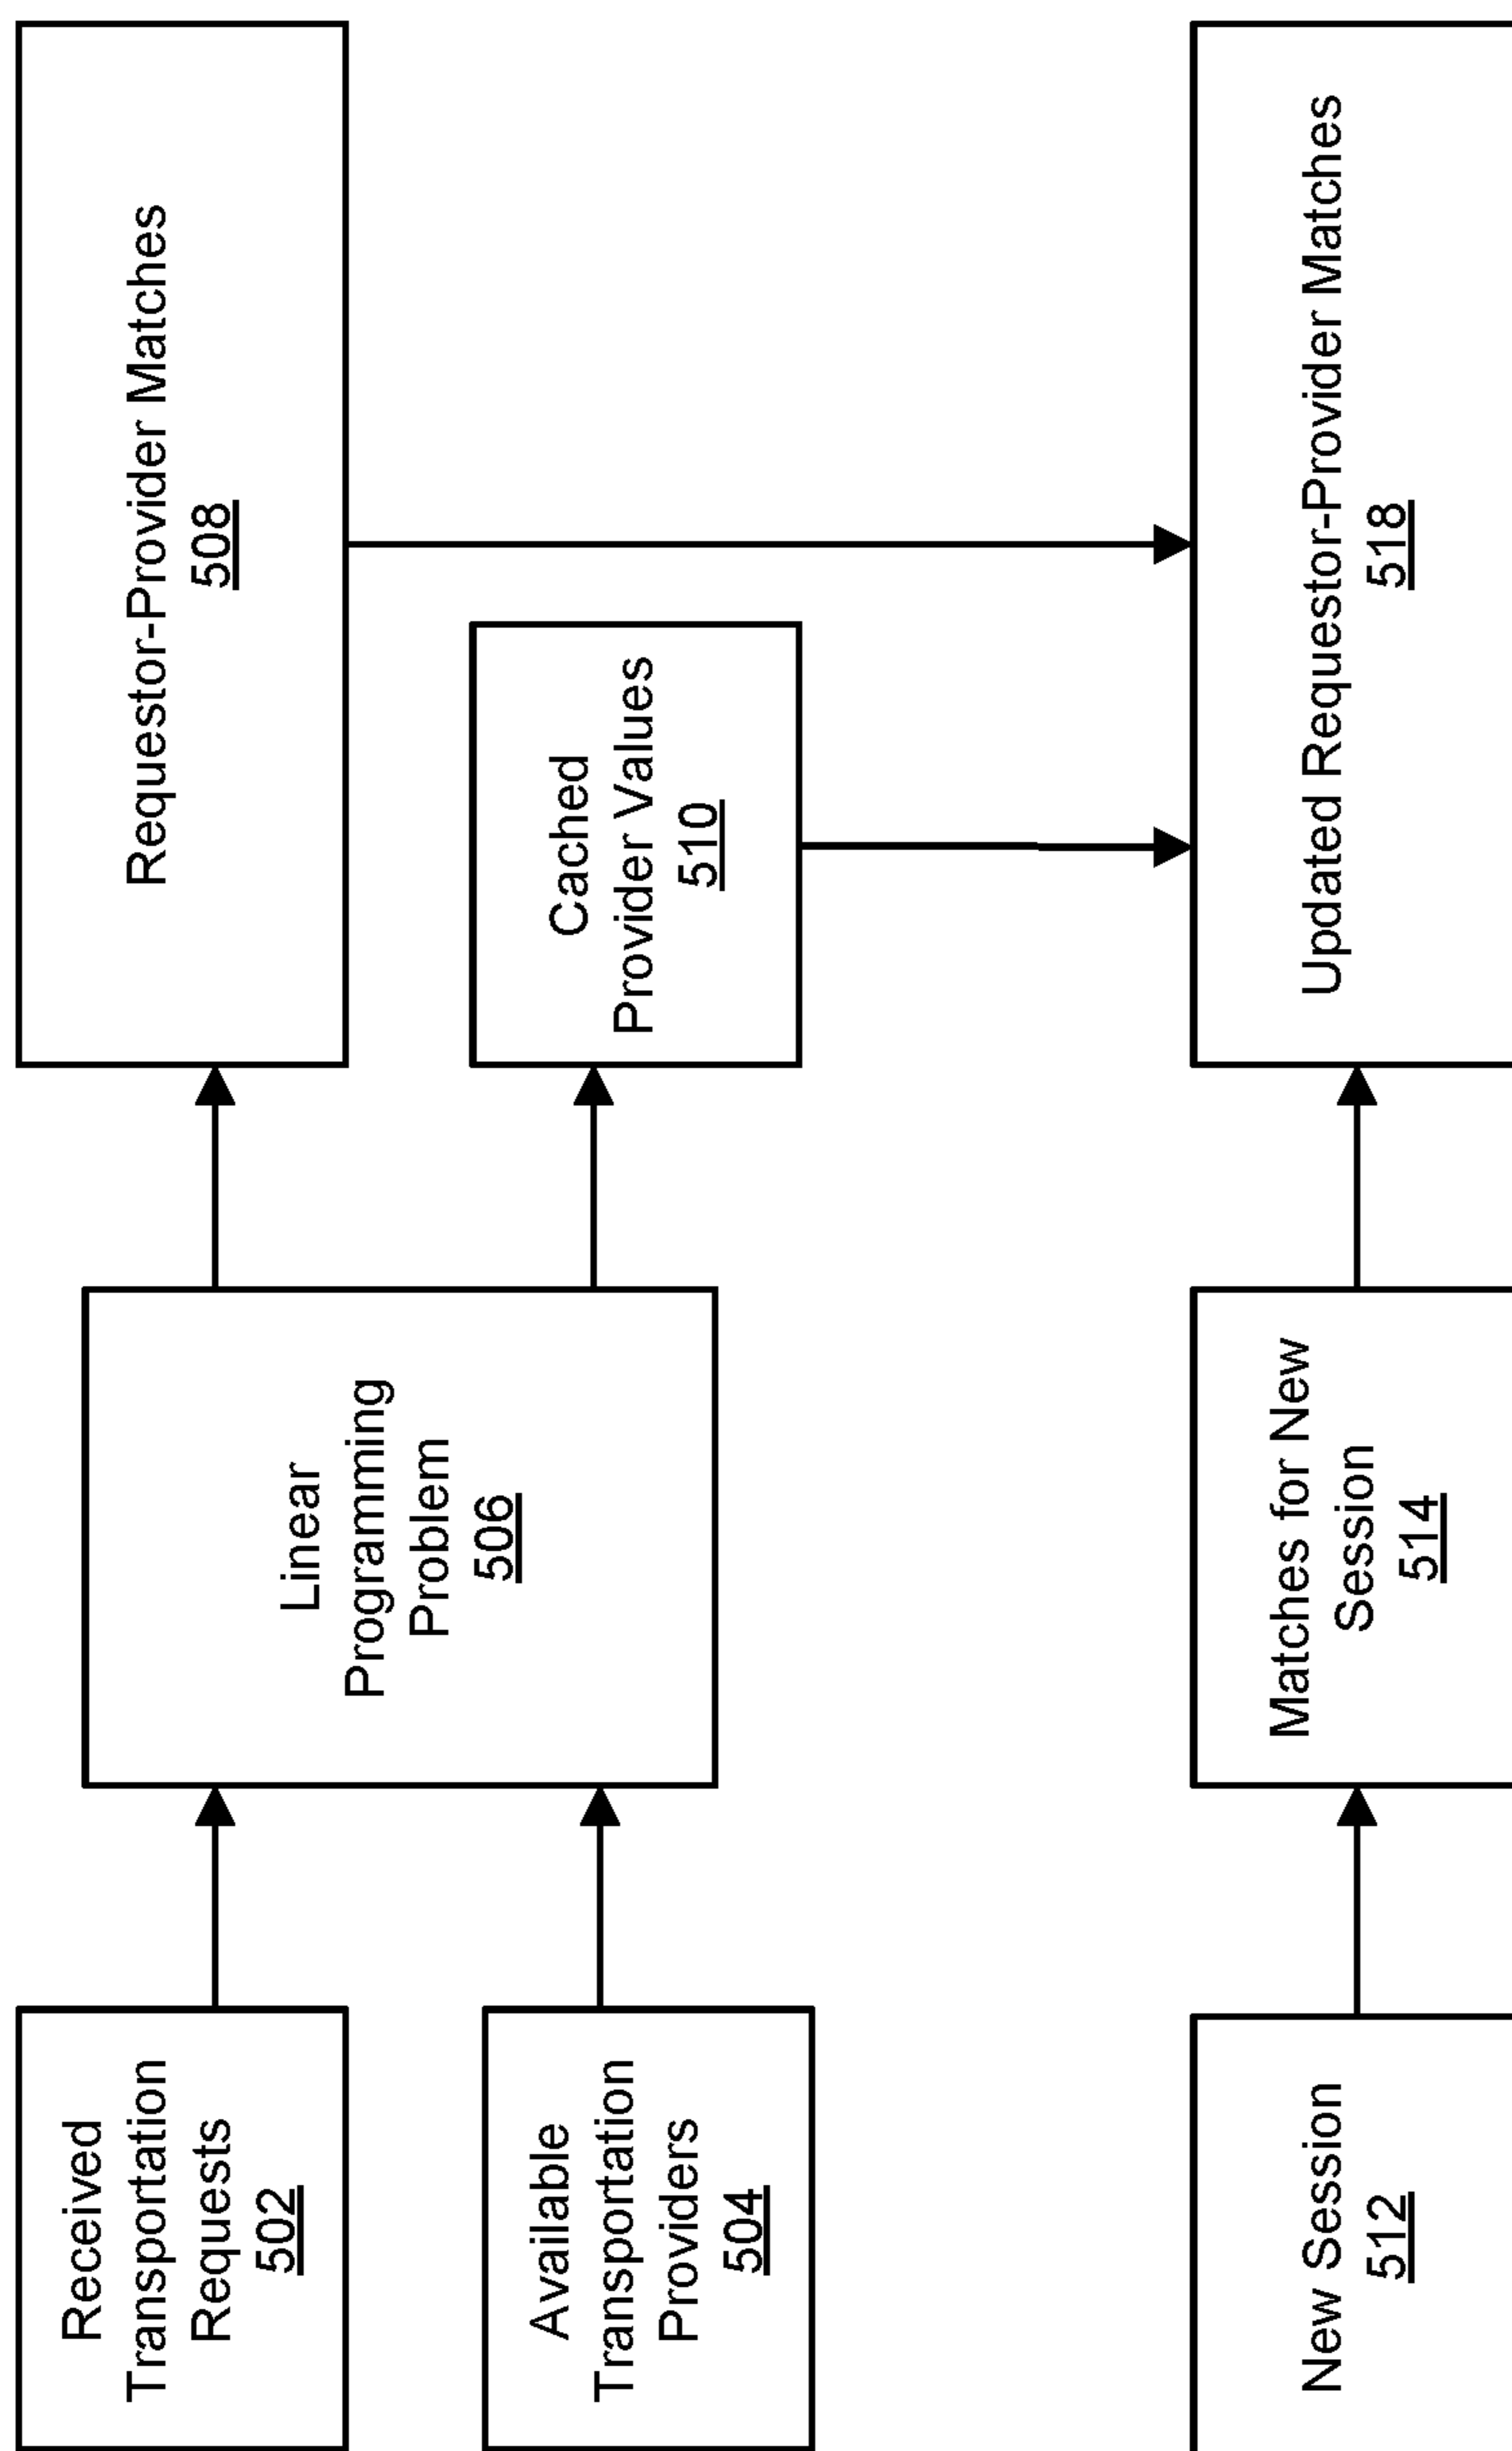 Received
Transportation
Requests
502
Available
Transportation
Providers
504
Linear
Programming
Problem
506
Requestor-Provider Matches
508
Cached
Provider Values
510
New Session
512
Matches for New
Session
514
Updated Requestor-Provider Matches
518